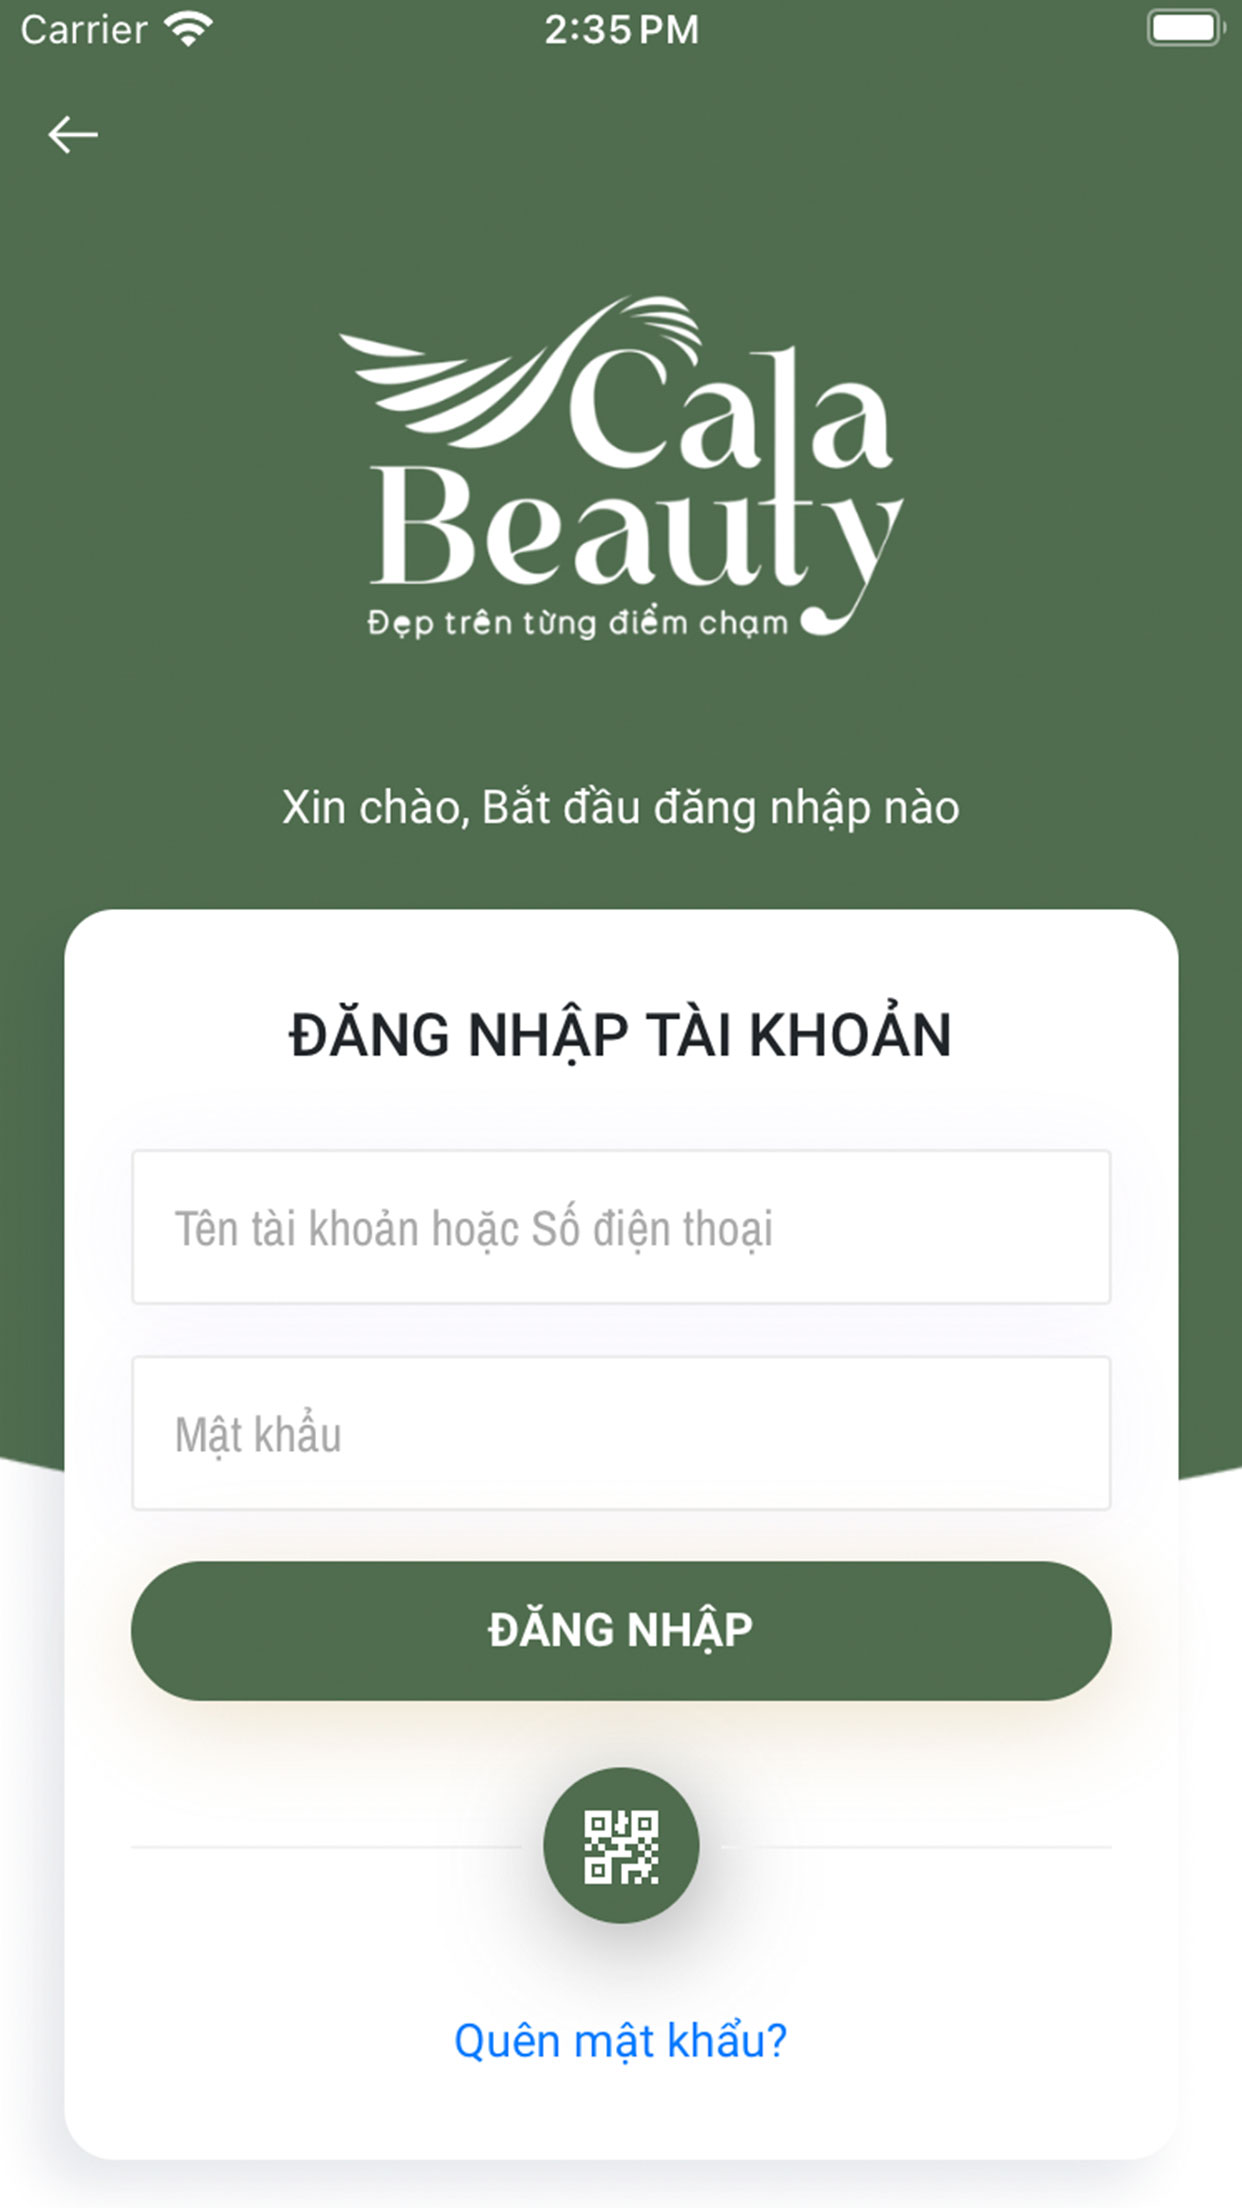 Carrier 2:35 PM
Cala
Beauty
Đẹp trên từng điểm chạm
Xin chào, Bắt đầu đăng nhập nào
ĐĂNG NHẬP TÀI KHOẢN
Tên tài khoản hoặc Số điện thoại
Mật khẩu
ĐĂNG NHẬP
Quên mật khẩu?